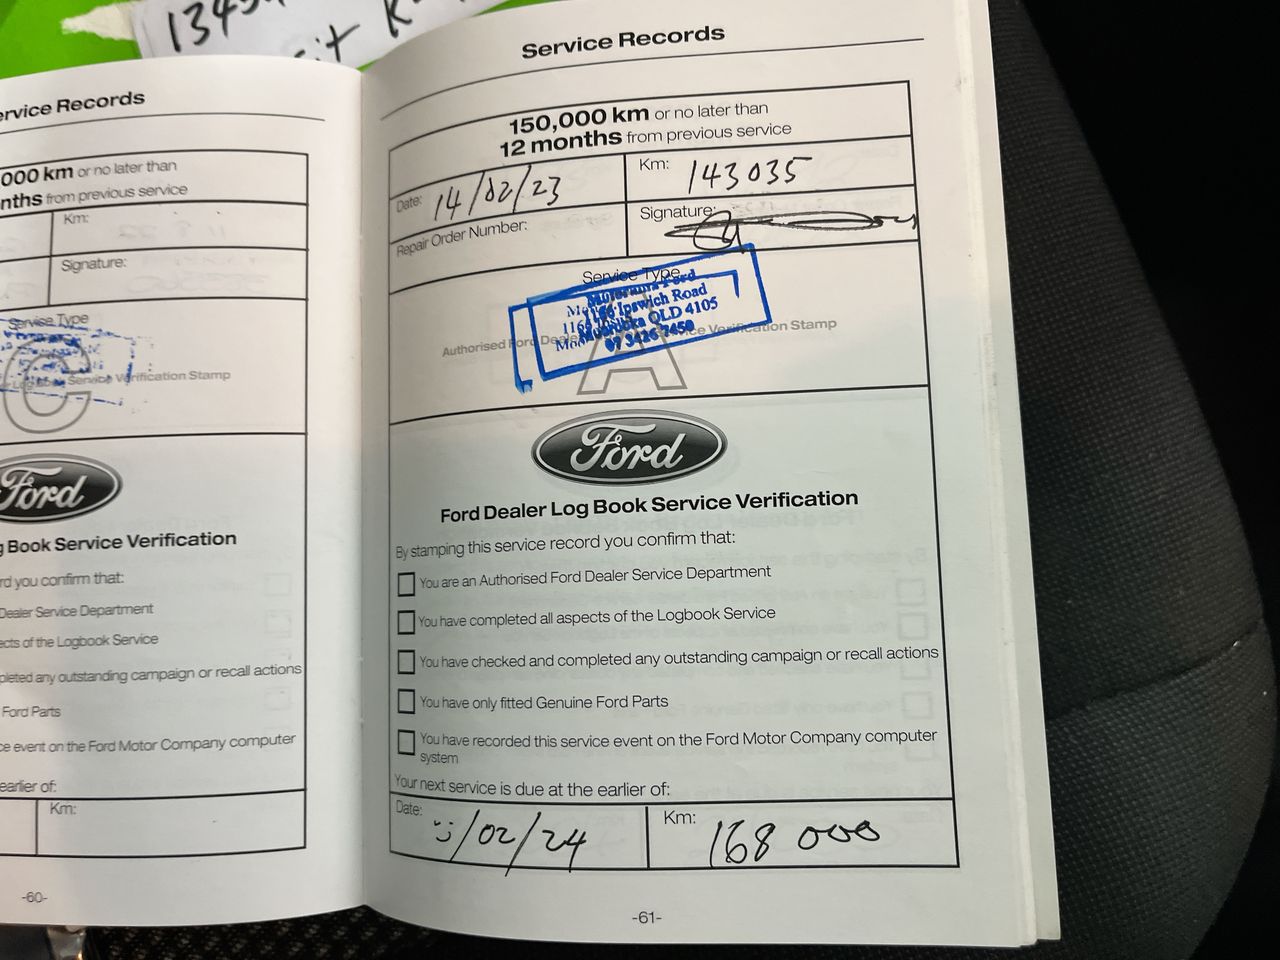 1345
it K
ervice Records
000 km or no later than
nths from previous service
Km:
Signature:
Service Type
C
Service Verification Stamp
Ford
g Book Service Verification
rd you confirm that:
Dealer Service Department
ects of the Logbook Service
pleted any outstanding campaign or recall actions
Ford Parts
ce event on the Ford Motor Company computer
earlier of:
Km:
-60-
Service Records
150,000 km or no later than
12 months from previous service
Date: 14/02/23
Km: 143035
Repair Order Number:
Signature:
Service Type
A
Authorised Ford Dealer Service Verification Stamp
Ford
1166 Ipswich Road
Moorooka QLD 4105
07 3426 7450
Ford
Ford Dealer Log Book Service Verification
By stamping this service record you confirm that:
You are an Authorised Ford Dealer Service Department
You have completed all aspects of the Logbook Service
You have checked and completed any outstanding campaign or recall actions
You have only fitted Genuine Ford Parts
You have recorded this service event on the Ford Motor Company computer
system
Your next service is due at the earlier of:
Date: /02/24
Km: 168 000
-61-